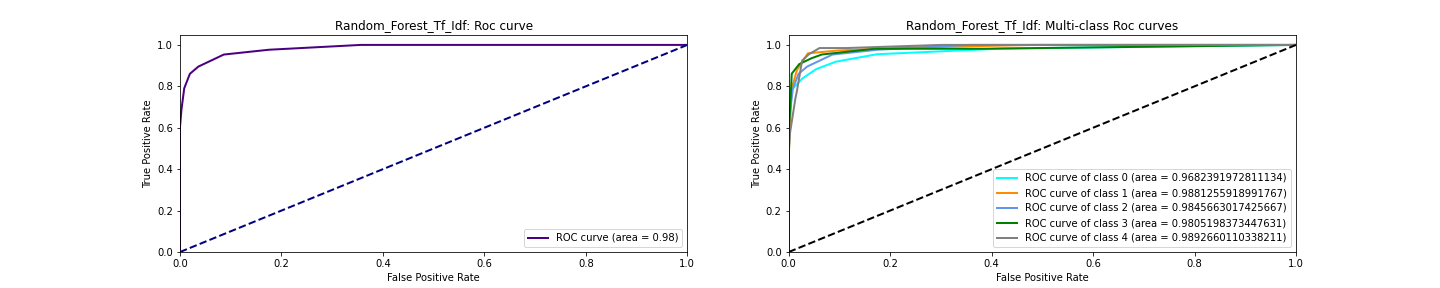 Random_Forest_Tf_Idf: Roc curve
True Positive Rate
1.0
0.8
0.6
0.4
0.2
0.0
0.0 0.2 0.4 0.6 0.8 1.0
False Positive Rate
ROC curve (area = 0.98)
Random_Forest_Tf_Idf: Multi-class Roc curves
True Positive Rate
1.0
0.8
0.6
0.4
0.2
0.0
0.0 0.2 0.4 0.6 0.8 1.0
False Positive Rate
ROC curve of class 0 (area = 0.9682391972811134)
ROC curve of class 1 (area = 0.9881255918991767)
ROC curve of class 2 (area = 0.9845663017425667)
ROC curve of class 3 (area = 0.9805198373447631)
ROC curve of class 4 (area = 0.9892660110338211)